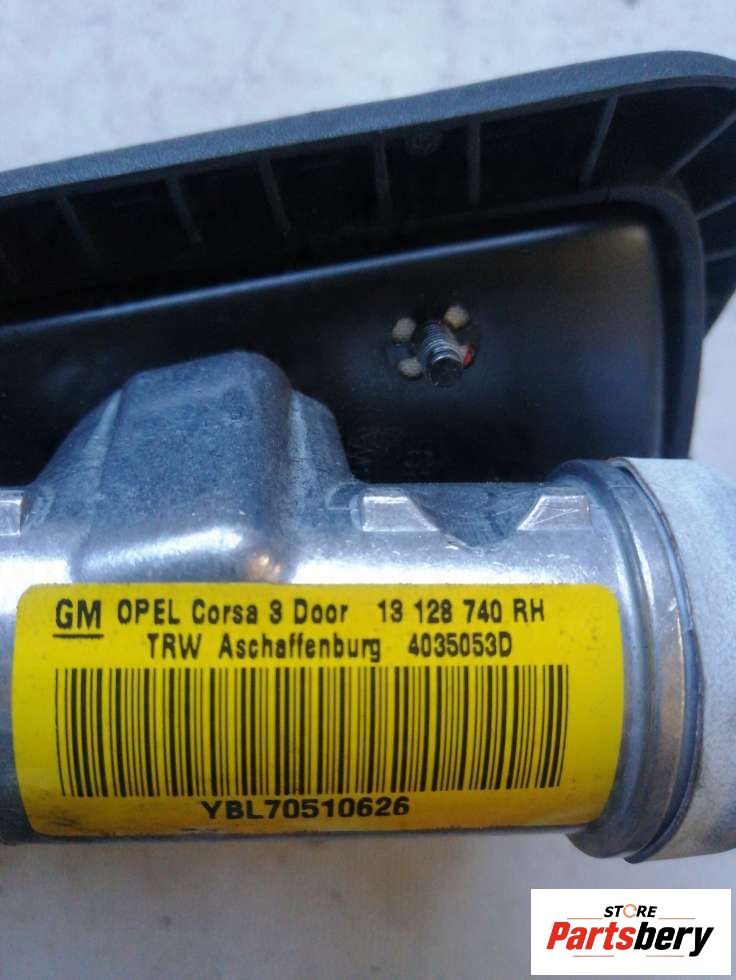 GM OPEL Corsa 3 Door 13 128 740 RH
TRW Aschaffenburg 4035053D
YBL70510626
STORE
Partsbery